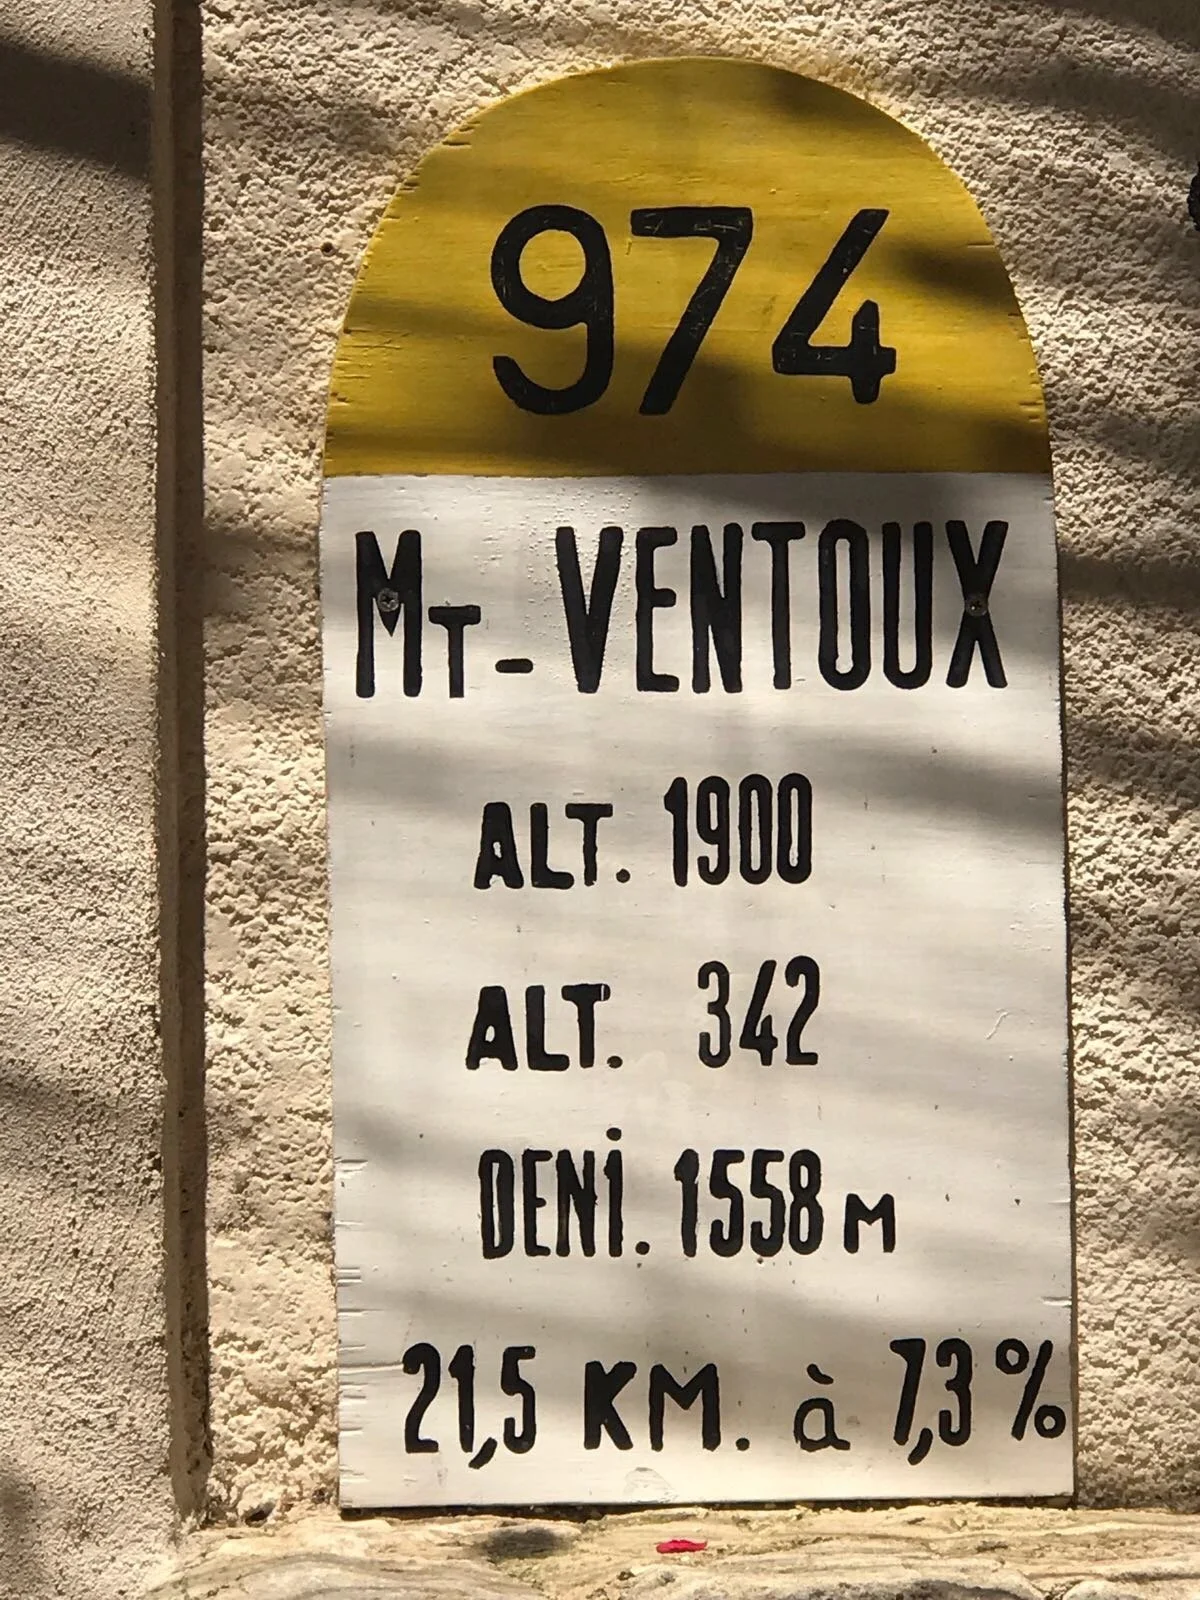 974
MT-VENTOUX
ALT. 1900
ALT. 342
DENi. 1558 M
21,5 KM. à 7,3%